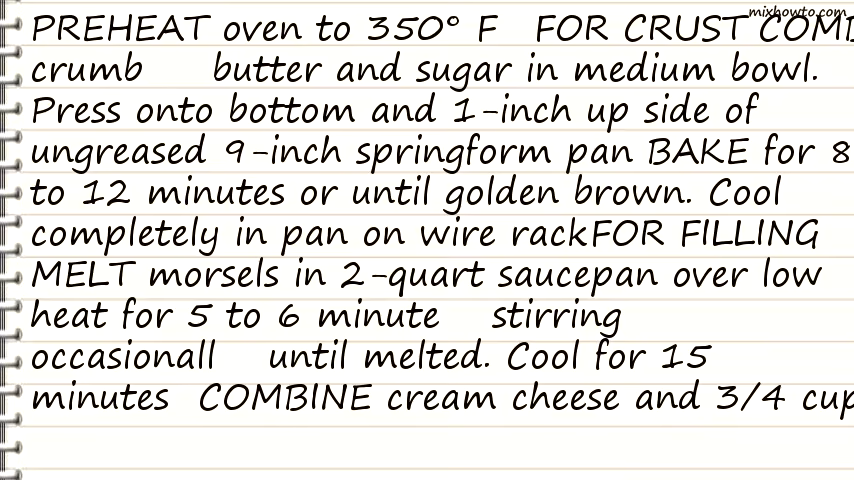 mixhowto.com
PREHEAT oven to 350° F FOR CRUST COMB
crumb butter and sugar in medium bowl.
Press onto bottom and 1-inch up side of
ungreased 9-inch springform pan BAKE for 8
to 12 minutes or until golden brown. Cool
completely in pan on wire rackFOR FILLING
MELT morsels in 2-quart saucepan over low
heat for 5 to 6 minute stirring
occasionall until melted. Cool for 15
minutes COMBINE cream cheese and 3/4 cup